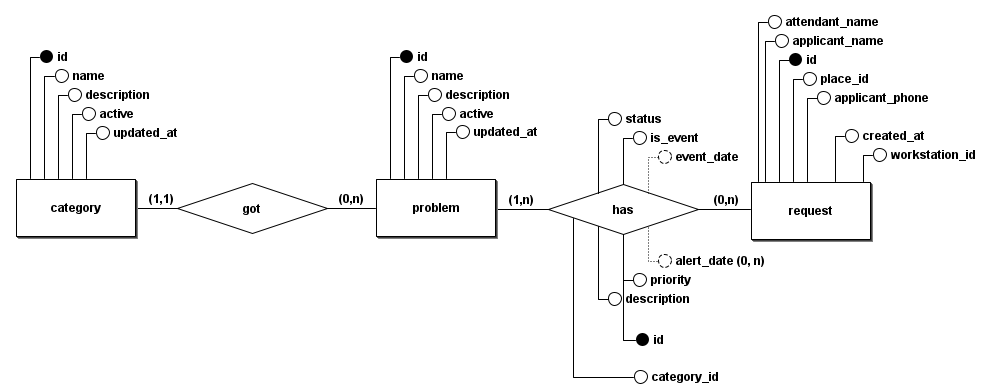 id
name
description
active
updated_at
category
(1,1)
got
(0,n)
id
name
description
active
updated_at
problem
(1,n)
status
is_event
event_date
has
alert_date (0, n)
priority
description
id
category_id
(0,n)
attendant_name
applicant_name
id
place_id
applicant_phone
created_at
workstation_id
request